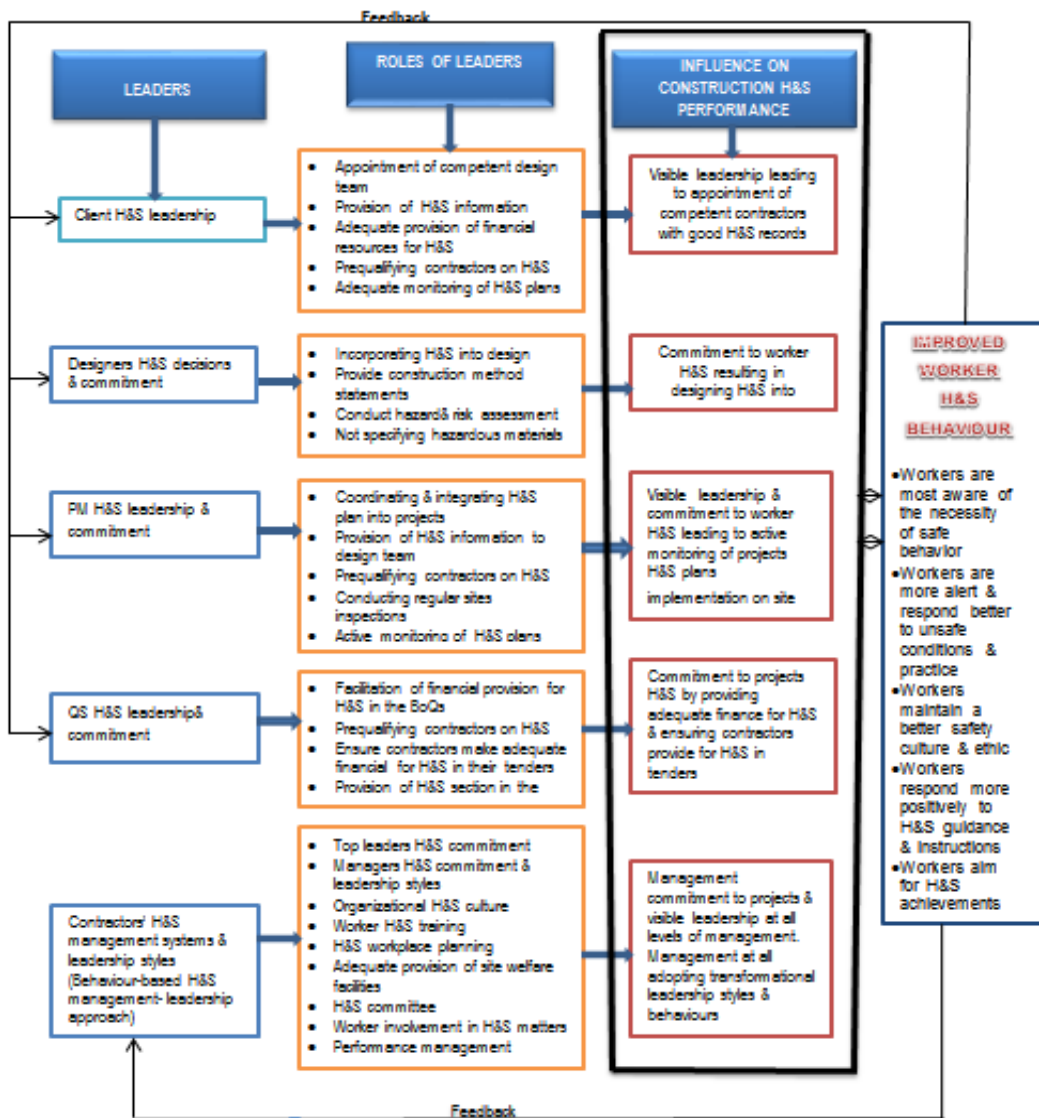 Feedback
LEADERS
ROLES OF LEADERS
INFLUENCE ON
CONSTRUCTION H&S
PERFORMANCE
Client H&S leadership
• Appointment of competent design
team
• Provision of H&S information
• Adequate provision of financial
resources for H&S
• Prequalifying contractors on H&S
• Adequate monitoring of H&S plans
Visible leadership leading
to appointment of
competent contractors
with good H&S records
Designers H&S decisions
& commitment
• Incorporating H&S into design
• Provide construction method
statements
• Conduct hazard& risk assessment
• Not specifying hazardous materials
Commitment to worker
H&S resulting in
designing H&S into
PM H&S leadership &
commitment
• Coordinating & integrating H&S
plan into projects
• Provision of H&S information to
design team
• Prequalifying contractors on H&S
• Conducting regular sites
inspections
• Active monitoring of H&S plans
Visible leadership &
commitment to worker
H&S leading to active
monitoring of projects
H&S plans
implementation on site
QS H&S leadership&
commitment
• Facilitation of financial provision for
H&S in the BoQs
• Prequalifying contractors on H&S
• Ensure contractors make adequate
financial for H&S in their tenders
• Provision of H&S section in the
Commitment to projects
H&S by providing
adequate finance for H&S
& ensuring contractors
provide for H&S in
tenders
Contractors' H&S
management systems &
leadership styles
(Behaviour-based H&S
management- leadership
approach)
• Top leaders H&S commitment
• Managers H&S commitment &
leadership styles
• Organizational H&S culture
• Worker H&S training
• H&S workplace planning
• Adequate provision of site welfare
facilities
• H&S committee
• Worker involvement in H&S matters
• Performance management
Management
commitment to projects &
visible leadership at all
levels of management.
Management at all
adopting transformational
leadership styles &
behaviours
IMPROVED
WORKER
H&S
BEHAVIOUR
•Workers are
most aware of
the necessity
of safe
behavior
•Workers are
more alert &
respond better
to unsafe
conditions &
practice
•Workers
maintain a
better safety
culture & ethic
•Workers
respond more
positively to
H&S guidance
& instructions
•Workers aim
for H&S
achievements
Feedback